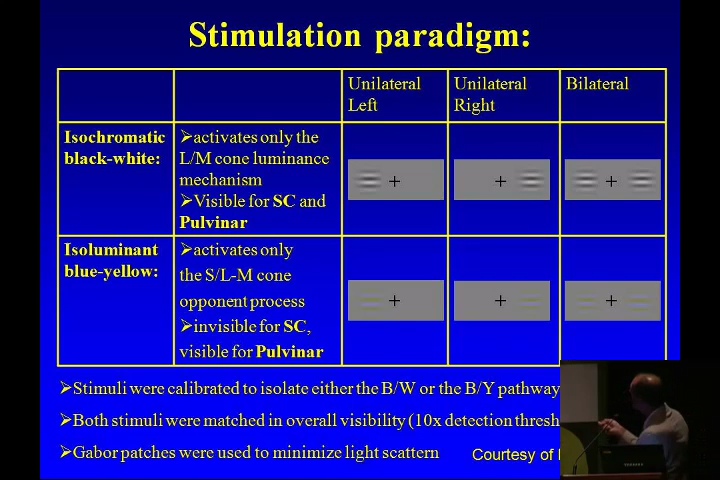 Stimulation paradigm:
Unilateral Left
Unilateral Right
Bilateral
Isochromatic black-white:
➢activates only the
L/M cone luminance
mechanism
➢Visible for SC and
Pulvinar
+
+
+
Isoluminant blue-yellow:
➢activates only
the S/L-M cone
opponent process
➢invisible for SC,
visible for Pulvinar
+
+
+
➢Stimuli were calibrated to isolate either the B/W or the B/Y pathway
➢Both stimuli were matched in overall visibility (10x detection thresh
➢Gabor patches were used to minimize light scattern
Courtesy of